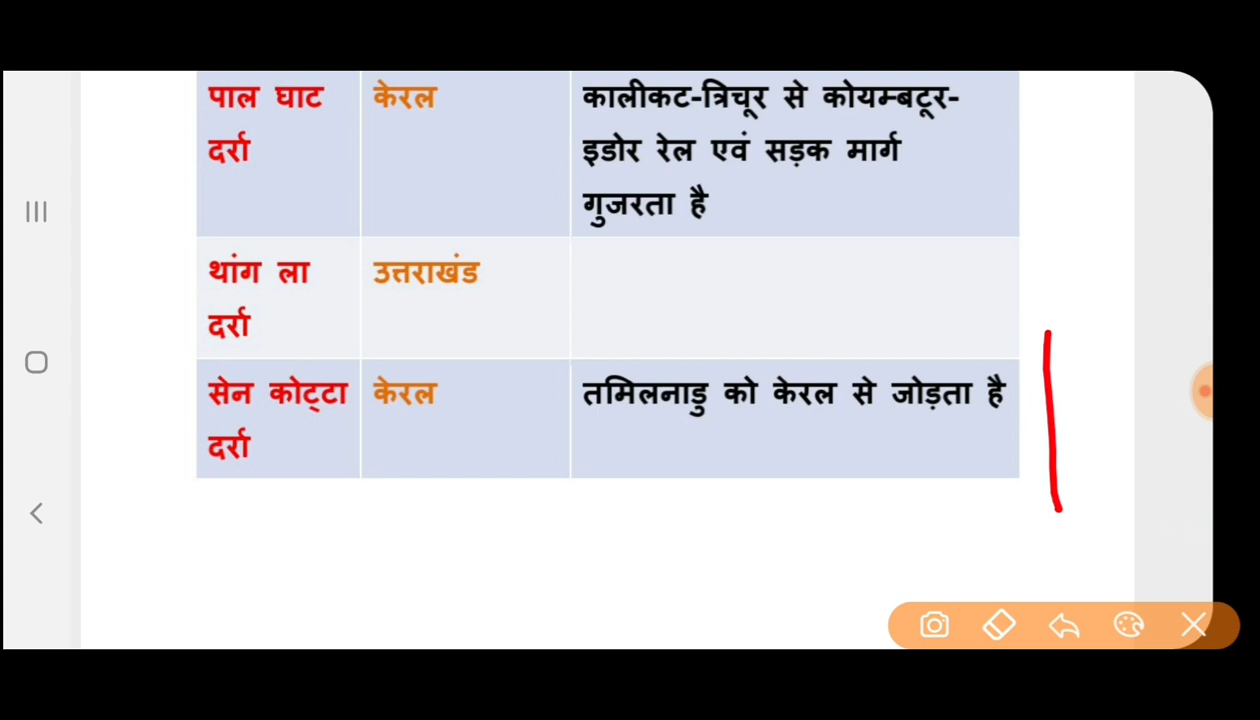 पाल घाट दर्रा केरल कालीकट-त्रिचूर से कोयम्बटूर-
इडोर रेल एवं सड़क मार्ग
गुजरता है
थांग ला दर्रा उत्तराखंड
सेन कोट्टा दर्रा केरल तमिलनाडु को केरल से जोड़ता है